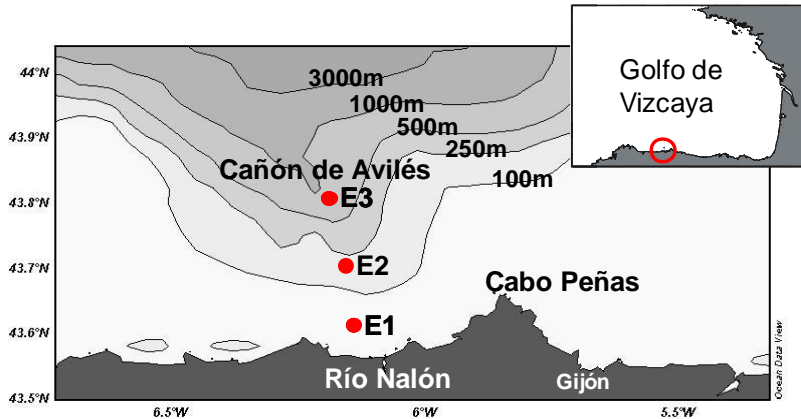 Golfo de
Vizcaya
44°N
43.9°N
43.8°N
43.7°N
43.6°N
43.5°N
3000m
1000m
500m
250m
100m
Cañón de Avilés
E3
E2
E1
Cabo Peñas
Río Nalón
Gijón
6.5°W
6°W
5.5°W
Ocean Data View